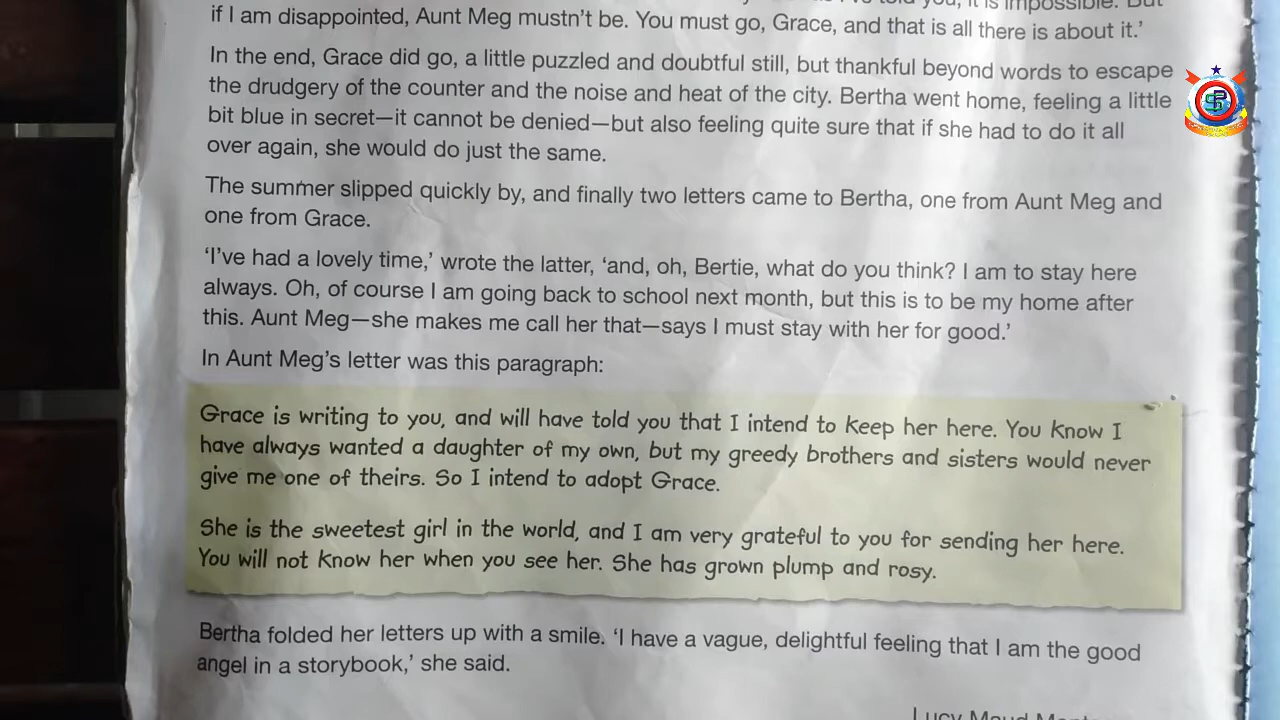 if I am disappointed, Aunt Meg mustn't be. You must go, Grace, and that is all there is about it.'
In the end, Grace did go, a little puzzled and doubtful still, but thankful beyond words to escape
the drudgery of the counter and the noise and heat of the city. Bertha went home, feeling a little
bit blue in secret—it cannot be denied—but also feeling quite sure that if she had to do it all
over again, she would do just the same.
The summer slipped quickly by, and finally two letters came to Bertha, one from Aunt Meg and
one from Grace.
'I've had a lovely time,' wrote the latter, 'and, oh, Bertie, what do you think? I am to stay here
always. Oh, of course I am going back to school next month, but this is to be my home after
this. Aunt Meg—she makes me call her that—says I must stay with her for good.'
In Aunt Meg's letter was this paragraph:
Grace is writing to you, and will have told you that I intend to keep her here. You know I
have always wanted a daughter of my own, but my greedy brothers and sisters would never
give me one of theirs. So I intend to adopt Grace.
She is the sweetest girl in the world, and I am very grateful to you for sending her here.
You will not know her when you see her. She has grown plump and rosy.
Bertha folded her letters up with a smile. 'I have a vague, delightful feeling that I am the good
angel in a storybook,' she said.
Lucy Maud